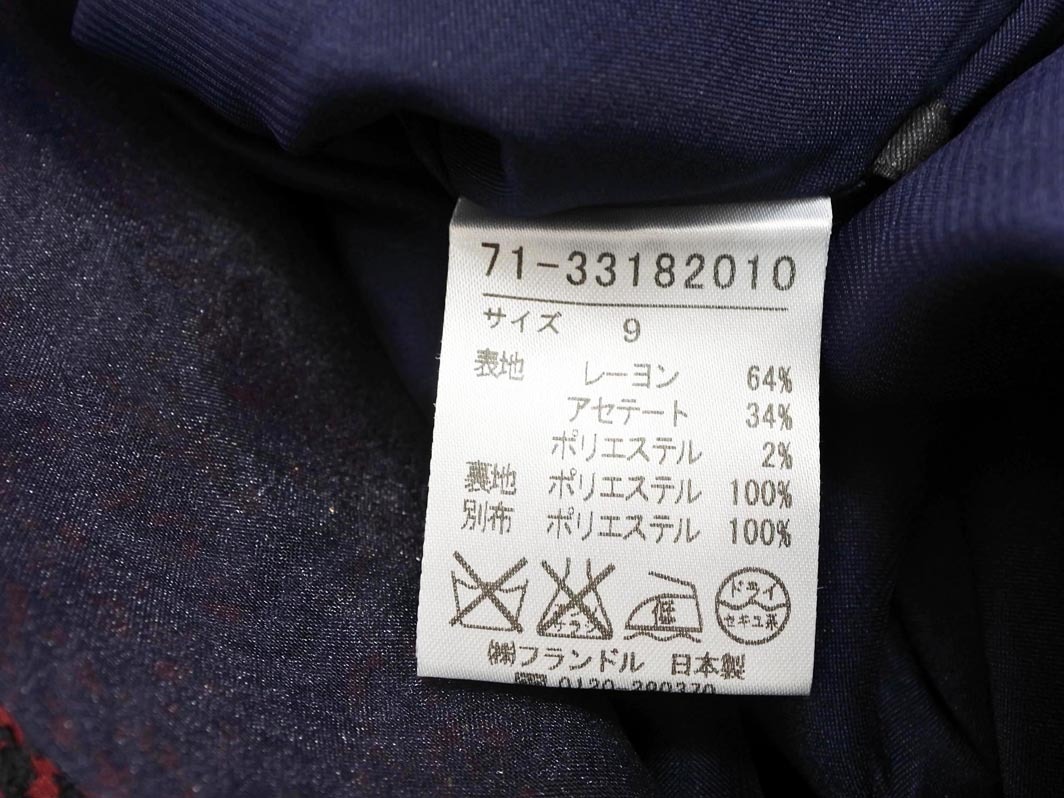 71-33182010
サイズ 9
表地 レーヨン 64%
アセテート 34%
ポリエステル 2%
裏地 ポリエステル 100%
別布 ポリエステル 100%
低 ドライ セキユ系
㈱フランドル 日本製
0120-390370